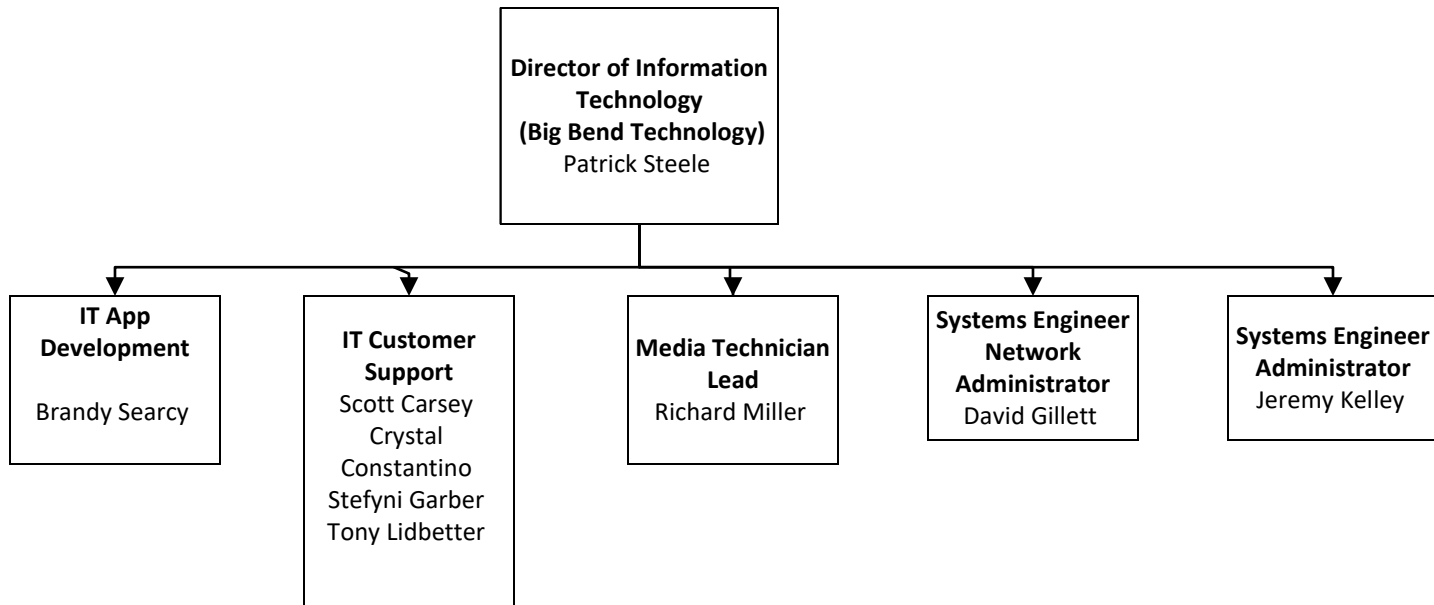 Director of Information
Technology
(Big Bend Technology)
Patrick Steele
IT App
Development
Brandy Searcy
IT Customer
Support
Scott Carsey
Crystal
Constantino
Stefyni Garber
Tony Lidbetter
Media Technician
Lead
Richard Miller
Systems Engineer
Network
Administrator
David Gillett
Systems Engineer
Administrator
Jeremy Kelley